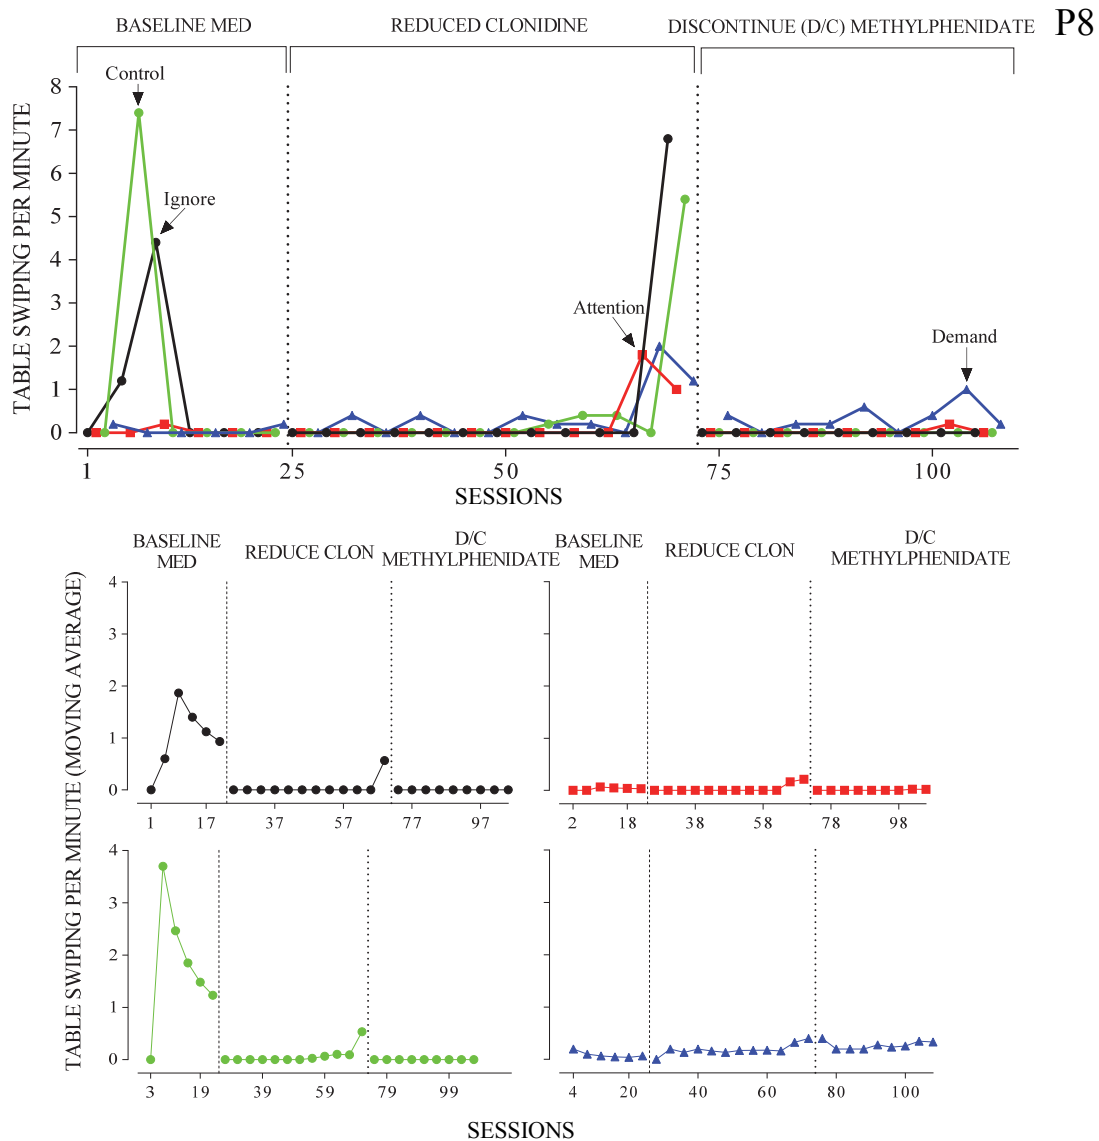 P8
BASELINE MED
REDUCED CLONIDINE
DISCONTINUE (D/C) METHYLPHENIDATE
TABLE SWIPING PER MINUTE
8
7
6
5
4
3
2
1
0
Control
Ignore
Attention
Demand
1 25 50 75 100
SESSIONS
TABLE SWIPING PER MINUTE (MOVING AVERAGE)
BASELINE
MED
REDUCE CLON
D/C
METHYLPHENIDATE
4
3
2
1
0
1 17 37 57 77 97
BASELINE
MED
REDUCE CLON
D/C
METHYLPHENIDATE
2 18 38 58 78 98
4
3
2
1
0
3 19 39 59 79 99
4 20 40 60 80 100
SESSIONS